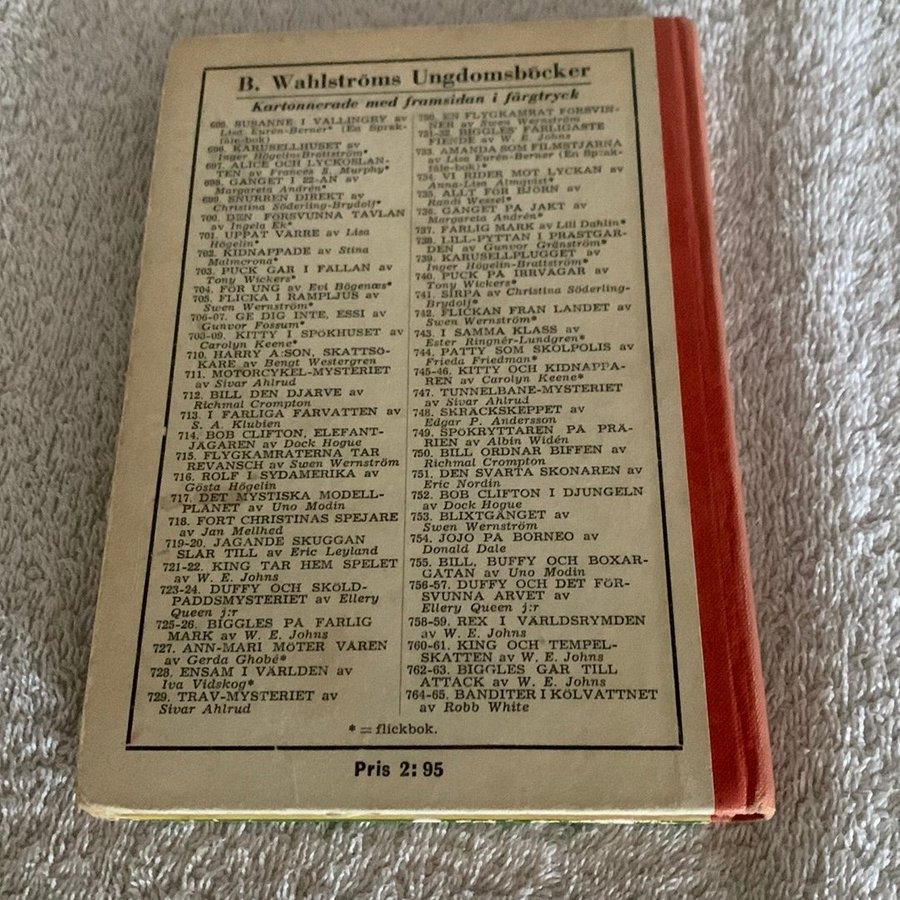 B. Wahlströms Ungdomsböcker
Kartonnerade med framsidan i färgtryck
695. SUSANNE I VÄLLINGBY av
Lisa Eurén-Berner* (En Språk-
fåle-bok)
696. KARUSELLHUSET av
Inger Högelin-Brattström*
697. ALICE OCH LYCKOSLAN-
TEN av Frances S. Murphy*
698. GÄNGET I 22-AN av
Margareta Andrén*
699. SNURREN DIREKT av
Christina Söderling-Brydolf*
700. DEN FÖRSVUNNA TAVLAN
av Ingela Ek*
701. UPPÅT VÄRRE av Lisa
Högelin*
702. KIDNAPPADE av Stina
Malmcrona*
703. PUCK GÅR I FÄLLAN av
Tony Wickers*
704. FÖR UNG av Evi Bögenæs*
705. FLICKA I RAMPLJUS av
Swen Wernström*
706-07. GE DIG INTE, ESSI av
Gunvor Fossum*
708-09. KITTY I SPÖKHUSET av
Carolyn Keene*
710. HARRY A:SON, SKATTSÖ-
KARE av Bengt Westergren
711. MOTORCYKEL-MYSTERIET
av Sivar Ahlrud
712. BILL DEN DJÄRVE av
Richmal Crompton
713. I FARLIGA FARVATTEN av
S. A. Klubien
714. BOB CLIFTON, ELEFANT-
JÄGAREN av Dock Hogue
715. FLYGKAMRATERNA TAR
REVANSCH av Swen Wernström
716. ROLF I SYDAMERIKA av
Gösta Högelin
717. DET MYSTISKA MODELL-
PLANET av Uno Modin
718. FORT CHRISTINAS SPEJARE
av Jan Mellhed
719-20. JAGANDE SKUGGAN
SLÅR TILL av Eric Leyland
721-22. KING TAR HEM SPELET
av W. E. Johns
723-24. DUFFY OCH SKÖLD-
PADDSMYSTERIET av Ellery
Queen j:r
725-26. BIGGLES PÅ FARLIG
MARK av W. E. Johns
727. ANN-MARI MÖTER VÅREN
av Gerda Ghobé*
728. ENSAM I VÄRLDEN av
Iva Vidskog*
729. TRAV-MYSTERIET av
Sivar Ahlrud
730. EN FLYGKAMRAT FÖRSVIN-
NER av Swen Wernström
731-32. BIGGLES' FARLIGASTE
FIENDE av W. E. Johns
733. AMANDA SOM FILMSTJÄRNA
av Lisa Eurén-Berner (En Språk-
fåle-bok)*
734. VI RIDER MOT LYCKAN av
Anna-Lisa Almquist*
735. ALLT FÖR BJÖRN av
Randi Wessel*
736. GÄNGET PÅ JAKT av
Margareta Andrén*
737. FARLIG MARK av Lill Dahlin*
738. LILL-PYTTAN I PRÄSTGÅR-
DEN av Gunvor Gränström*
739. KARUSELLPLUGGET av
Inger Högelin-Brattström*
740. PUCK PÅ IRRVÄGAR av
Tony Wickers*
741. SIRPA av Christina Söderling-
Brydolf*
742. FLICKAN FRÅN LANDET av
Swen Wernström*
743. I SAMMA KLASS av
Ester Ringnér-Lundgren*
744. PATTY SOM SKOLPOLIS av
Frieda Friedman*
745-46. KITTY OCH KIDNAPPA-
REN av Carolyn Keene*
747. TUNNELBANE-MYSTERIET
av Sivar Ahlrud
748. SKRÄCKSKEPPET av
Edgar P. Andersson
749. SPÖKRYTTAREN PÅ PRÄ-
RIEN av Albin Widén
750. BILL ORDNAR BIFFEN av
Richmal Crompton
751. DEN SVARTA SKONAREN av
Eric Nordin
752. BOB CLIFTON I DJUNGELN
av Dock Hogue
753. BLIXTGÄNGET av
Swen Wernström
754. JOJO PÅ BORNEO av
Donald Dale
755. BILL, BUFFY OCH BOXAR-
GATAN av Uno Modin
756-57. DUFFY OCH DET FÖR-
SVUNNA ARVET av
Ellery Queen j:r
758-59. REX I VÄRLDSRYMDEN
av W. E. Johns
760-61. KING OCH TEMPEL-
SKATTEN av W. E. Johns
762-63. BIGGLES GÅR TILL
ATTACK av W. E. Johns
764-65. BANDITER I KÖLVATTNET
av Robb White
* = flickbok.
Pris 2:95